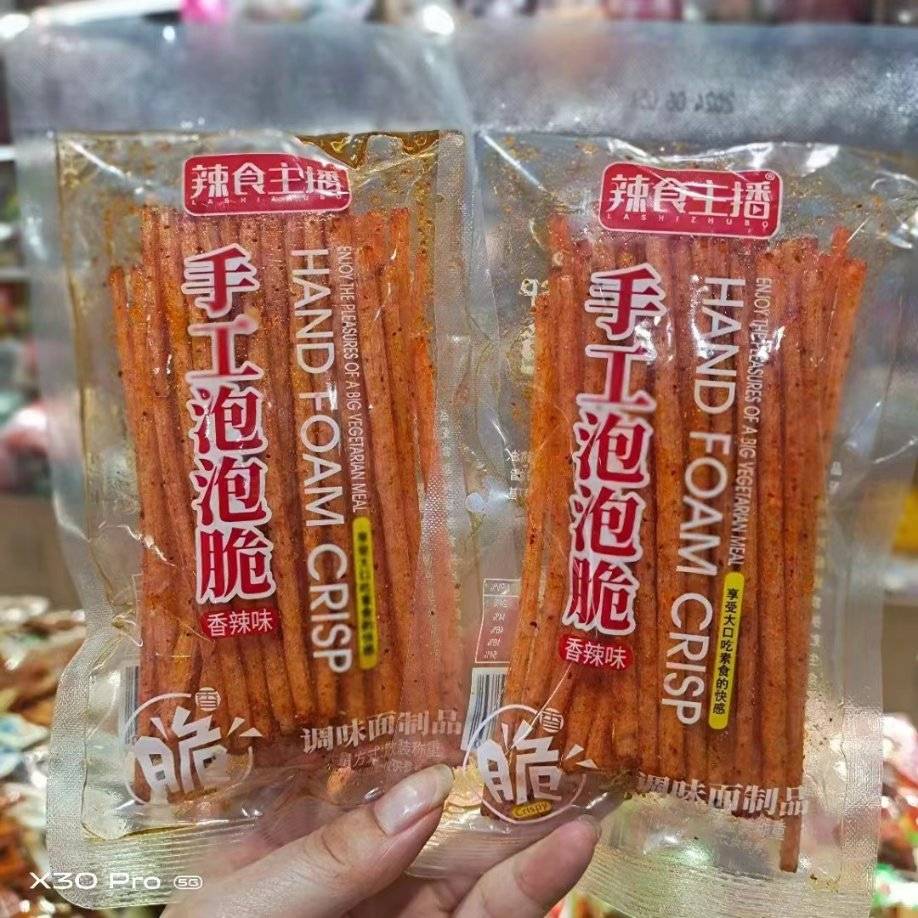 辣食主播
手工泡泡脆
HAND FOAM CRISP
ENJOY THE PLEASURES OF A BIG VEGETARIAN MEAL
享受大口吃素食的快感
香辣味
香
脆
调味面制品
辣食主播
LASHIZHUBO
手工泡泡脆
HAND FOAM CRISP
ENJOY THE PLEASURES OF A BIG VEGETARIAN MEAL
享受大口吃素食的快感
香辣味
香
脆
Crispy
调味面制品
X30 Pro 5G